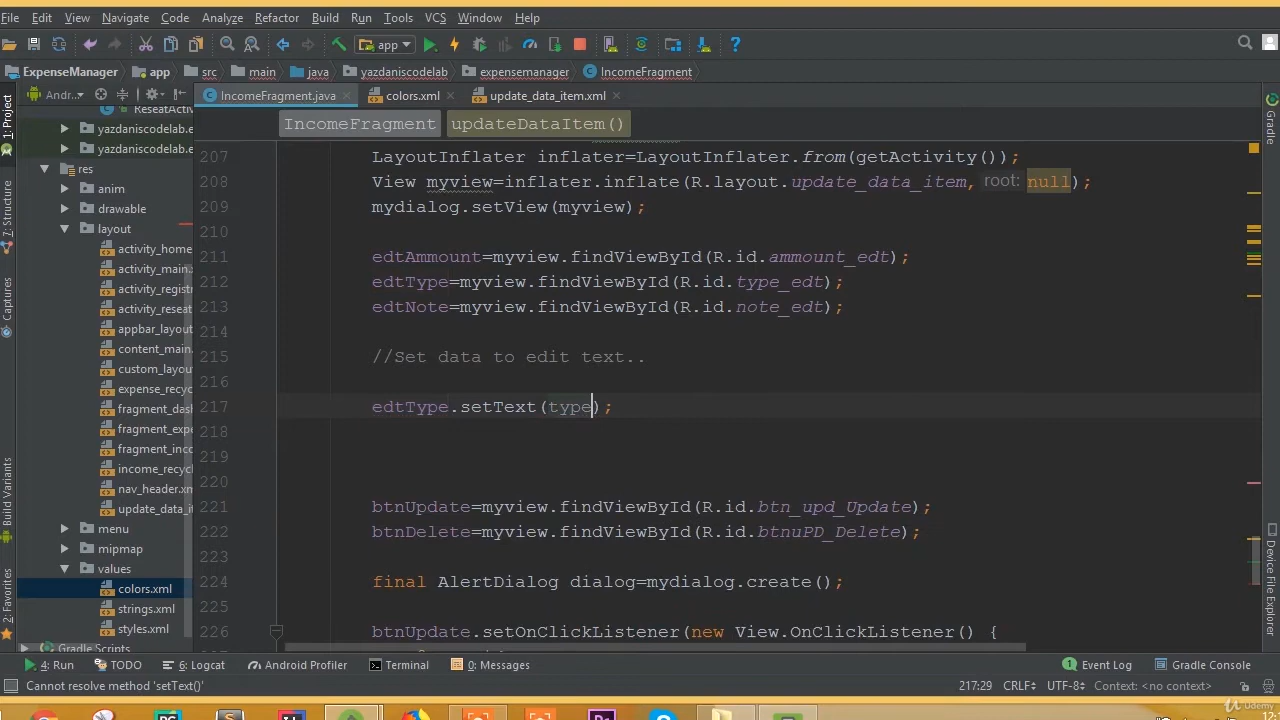 File Edit View Navigate Code Analyze Refactor Build Run Tools VCS Window Help
app
ExpenseManager app src main java yazdaniscodelab expensemanager IncomeFragment
Andr.. IncomeFragment.java colors.xml update_data_item.xml
IncomeFragment updateDataItem()
ReseatActiv
yazdaniscodelab.e
yazdaniscodelab.e
res
anim
drawable
layout
activity_home
activity_main.
activity_registr
activity_reseat
appbar_layou
content_main.
custom_layou
expense_recyc
fragment_das
fragment_exp
fragment_inco
income_recyc
nav_header.xm
update_data_it
menu
mipmap
values
colors.xml
strings.xml
styles.xml
Gradle Scripts
1: Project
7: Structure
Captures
Build Variants
2: Favorites
207 LayoutInflater inflater=LayoutInflater.from(getActivity());
208 View myview=inflater.inflate(R.layout.update_data_item, root: null);
209 mydialog.setView(myview);
210
211 edtAmmount=myview.findViewById(R.id.ammount_edt);
212 edtType=myview.findViewById(R.id.type_edt);
213 edtNote=myview.findViewById(R.id.note_edt);
214
215 //Set data to edit text..
216
217 edtType.setText(type);
218
219
220
221 btnUpdate=myview.findViewById(R.id.btn_upd_Update);
222 btnDelete=myview.findViewById(R.id.btnuPD_Delete);
223
224 final AlertDialog dialog=mydialog.create();
225
226 btnUpdate.setOnClickListener(new View.OnClickListener() {
Gradle
Device File Explorer
4: Run TODO 6: Logcat Android Profiler Terminal 0: Messages Event Log Gradle Console
Cannot resolve method 'setText()' 217:29 CRLF UTF-8 Context: <no context>
Udemy